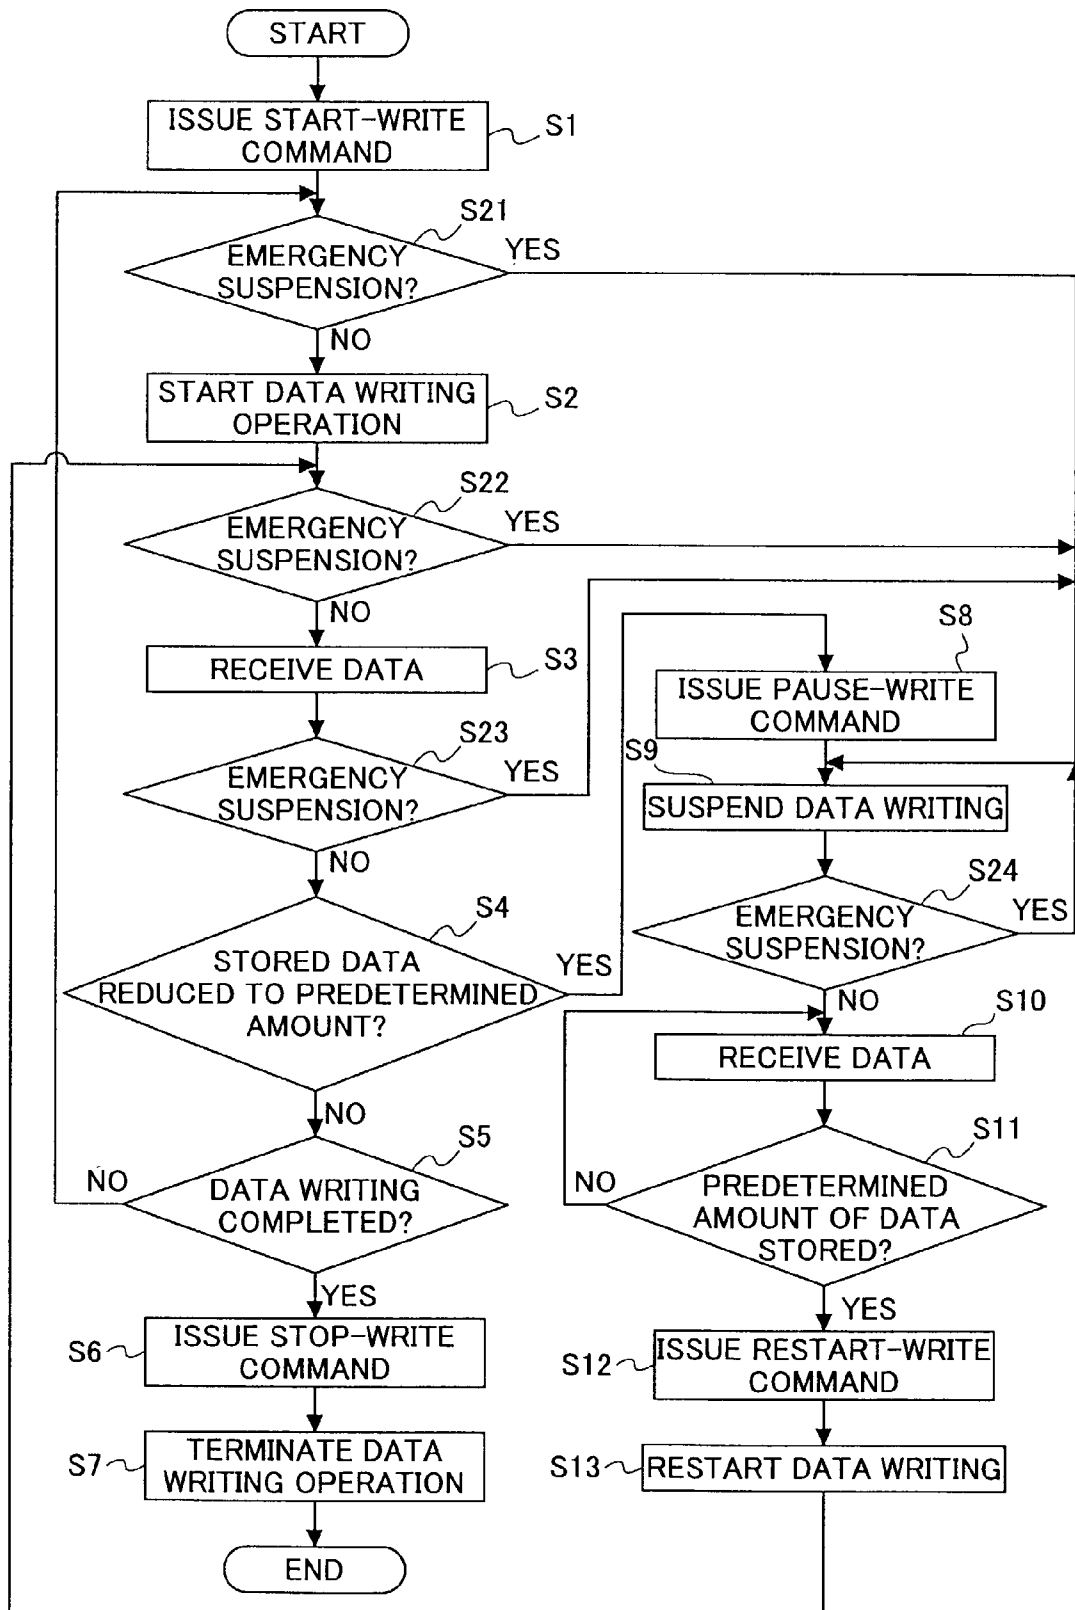 START
ISSUE START-WRITE
COMMAND
S1
S21
EMERGENCY
SUSPENSION?
YES
NO
START DATA WRITING
OPERATION
S2
S22
EMERGENCY
SUSPENSION?
YES
NO
RECEIVE DATA
S3
S23
EMERGENCY
SUSPENSION?
YES
NO
S4
STORED DATA
REDUCED TO PREDETERMINED
AMOUNT?
YES
NO
S5
DATA WRITING
COMPLETED?
NO
YES
S6
ISSUE STOP-WRITE
COMMAND
S7
TERMINATE DATA
WRITING OPERATION
END
S8
ISSUE PAUSE-WRITE
COMMAND
S9
SUSPEND DATA WRITING
S24
EMERGENCY
SUSPENSION?
YES
NO
S10
RECEIVE DATA
S11
PREDETERMINED
AMOUNT OF DATA
STORED?
NO
YES
S12
ISSUE RESTART-WRITE
COMMAND
S13
RESTART DATA WRITING